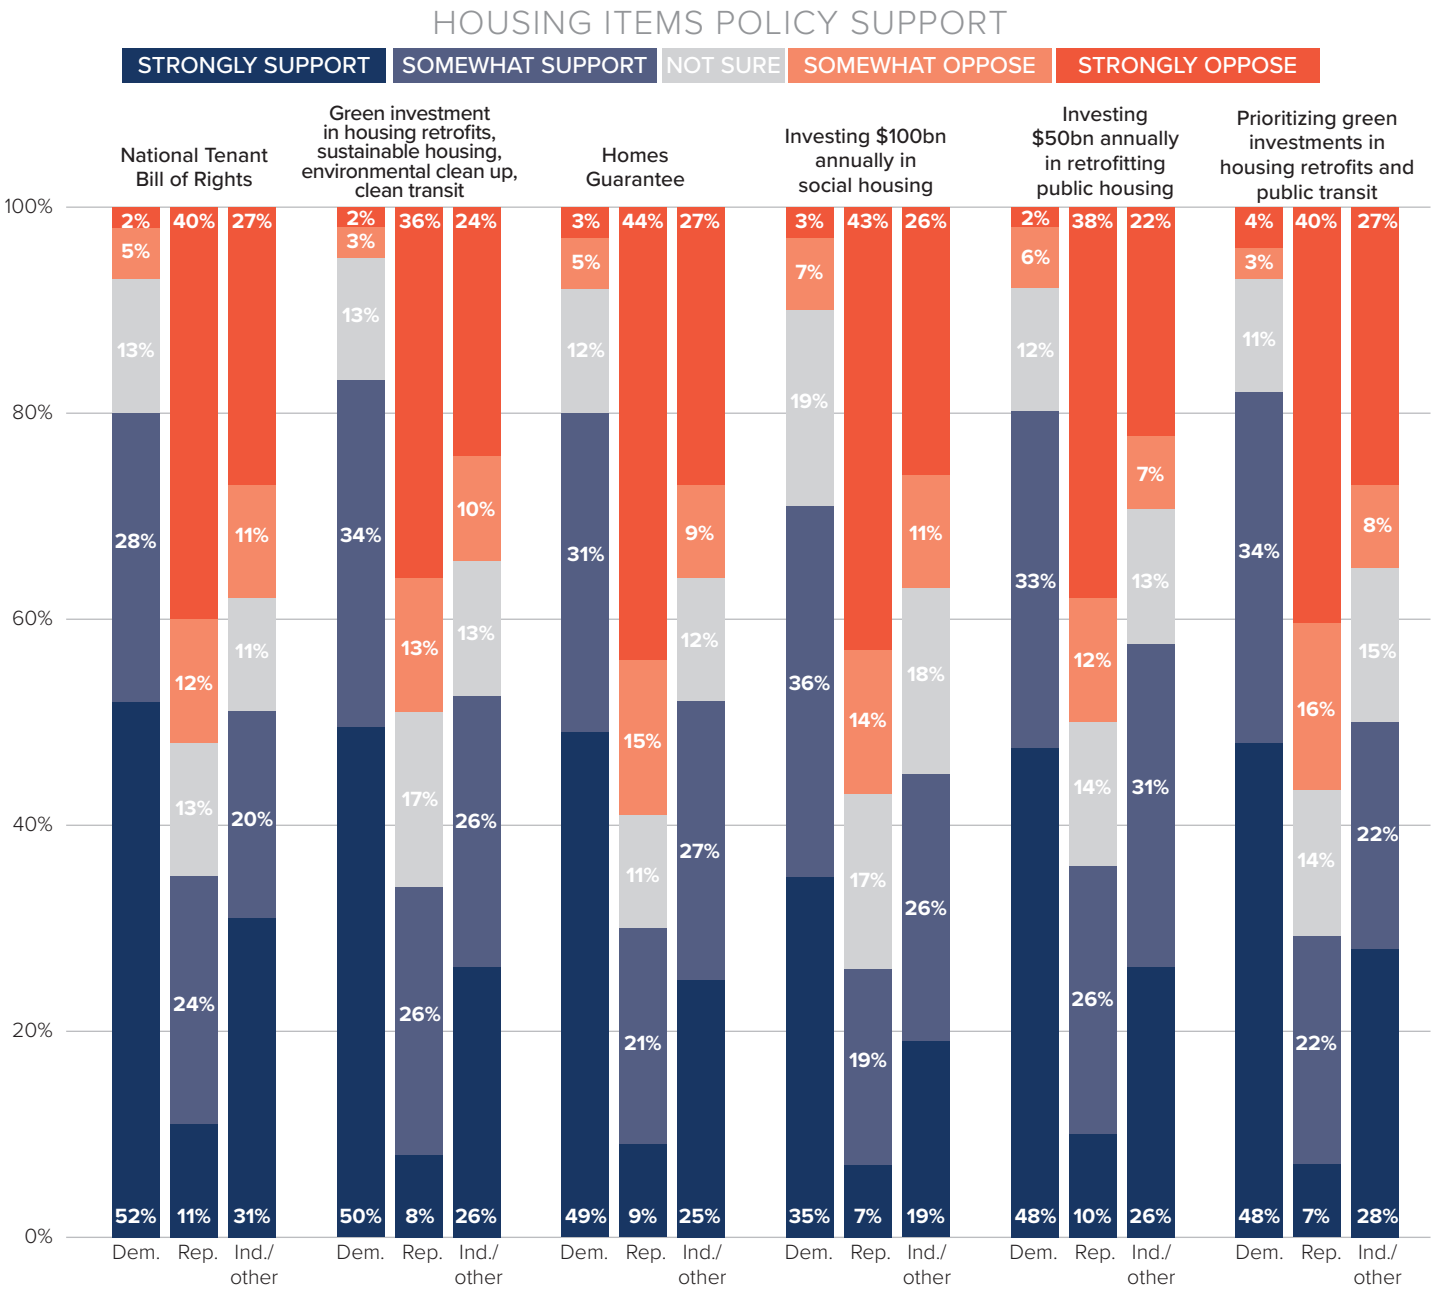 HOUSING ITEMS POLICY SUPPORT
STRONGLY SUPPORT
SOMEWHAT SUPPORT
NOT SURE
SOMEWHAT OPPOSE
STRONGLY OPPOSE
National Tenant
Bill of Rights
Green investment
in housing retrofits,
sustainable housing,
environmental clean up,
clean transit
Homes
Guarantee
Investing $100bn
annually in
social housing
Investing
$50bn annually
in retrofitting
public housing
Prioritizing green
investments in
housing retrofits and
public transit
100%
80%
60%
40%
20%
0%
2%
5%
13%
28%
52%
40%
12%
13%
24%
11%
27%
11%
11%
20%
31%
2%
3%
13%
34%
50%
36%
13%
17%
26%
8%
24%
10%
13%
26%
26%
3%
5%
12%
31%
49%
44%
15%
11%
21%
9%
27%
9%
12%
27%
25%
3%
7%
19%
36%
35%
43%
14%
17%
19%
7%
26%
11%
18%
26%
19%
2%
6%
12%
33%
48%
38%
12%
14%
26%
10%
22%
7%
13%
31%
26%
4%
3%
11%
34%
48%
40%
16%
14%
22%
7%
27%
8%
15%
22%
28%
Dem.
Rep.
Ind./
other
Dem.
Rep.
Ind./
other
Dem.
Rep.
Ind./
other
Dem.
Rep.
Ind./
other
Dem.
Rep.
Ind./
other
Dem.
Rep.
Ind./
other